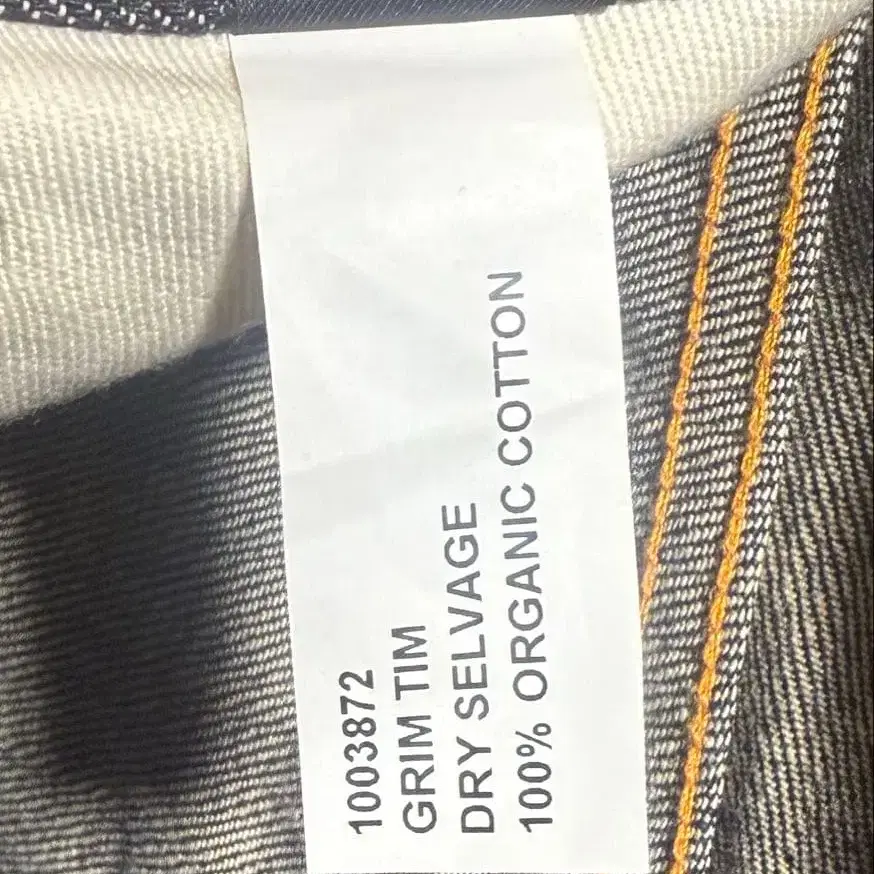 1003872
GRIM TIM
DRY SELVAGE
100% ORGANIC COTTON